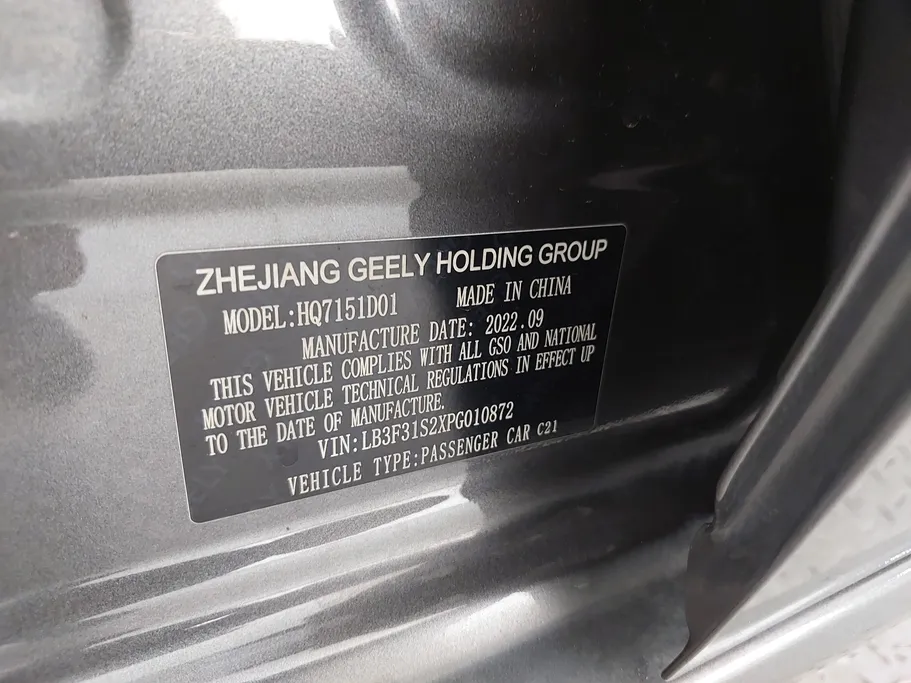 ZHEJIANG GEELY HOLDING GROUP
MODEL:HQ7151D01 MADE IN CHINA
MANUFACTURE DATE: 2022.09
THIS VEHICLE COMPLIES WITH ALL GSO AND NATIONAL
MOTOR VEHICLE TECHNICAL REGULATIONS IN EFFECT UP
TO THE DATE OF MANUFACTURE.
VIN:LB3F31S2XPG010872
VEHICLE TYPE:PASSENGER CAR C21